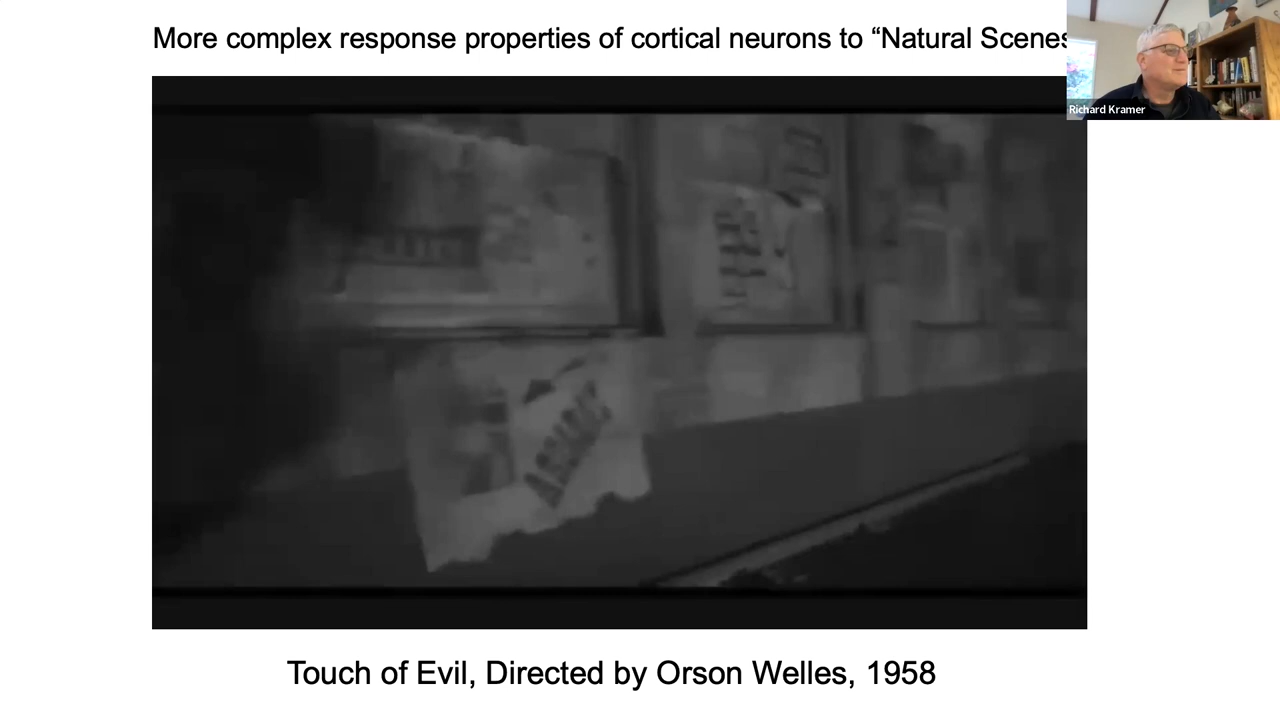 More complex response properties of cortical neurons to “Natural Scenes
Richard Kramer
Touch of Evil, Directed by Orson Welles, 1958